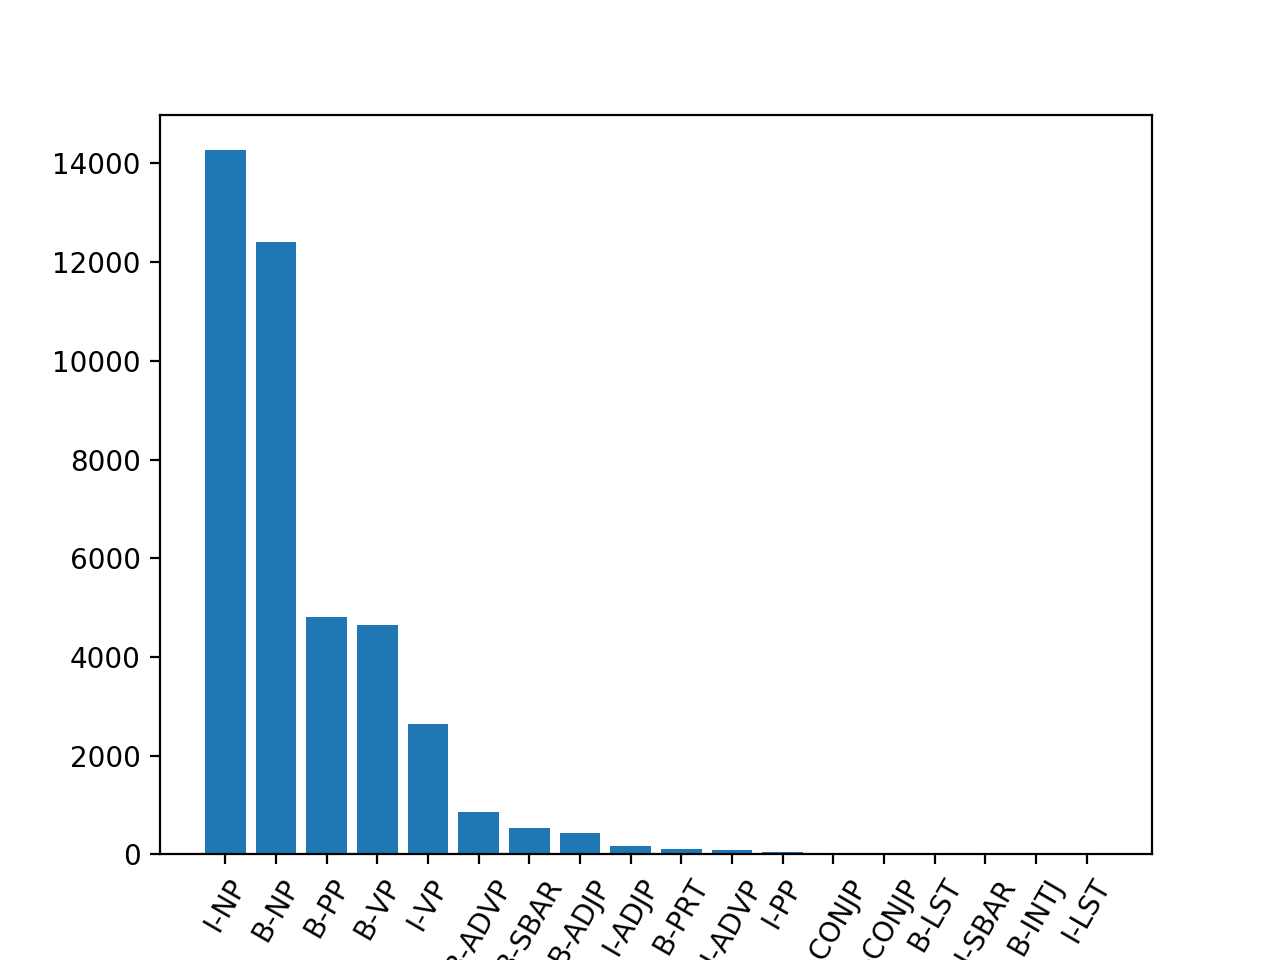 14000
12000
10000
8000
6000
4000
2000
0
I-NP
B-NP
B-PP
B-VP
I-VP
B-ADVP
B-SBAR
B-ADJP
I-ADJP
B-PRT
I-ADVP
I-PP
CONJP
CONJP
B-LST
I-SBAR
B-INTJ
I-LST